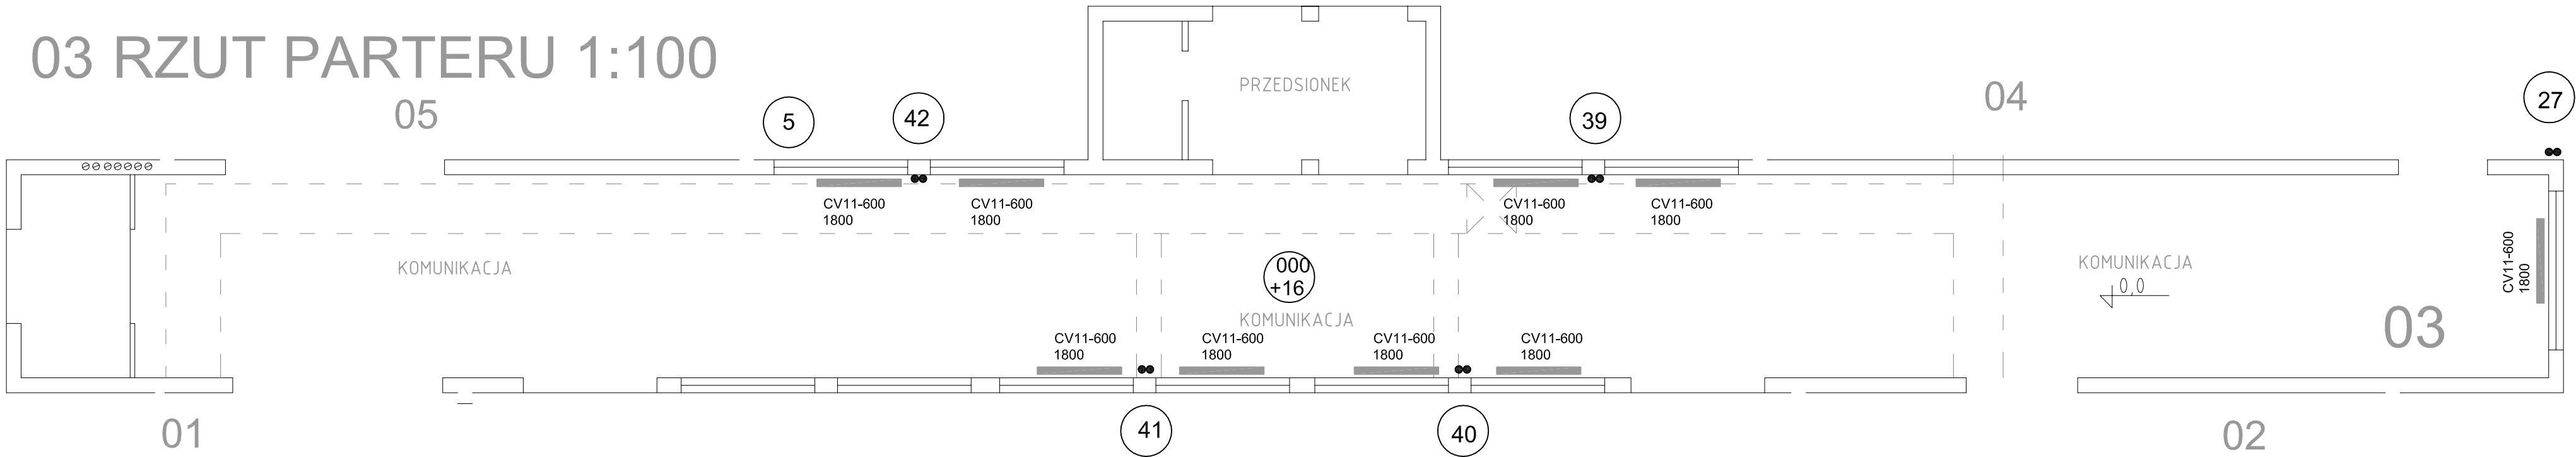 03 RZUT PARTERU 1:100
05
5
42
PRZEDSIONEK
39
04
27
CV11-600
1800
CV11-600
1800
CV11-600
1800
CV11-600
1800
KOMUNIKACJA
000
+16
KOMUNIKACJA
KOMUNIKACJA
0,0
CV11-600
1800
03
CV11-600
1800
CV11-600
1800
CV11-600
1800
CV11-600
1800
01
41
40
02